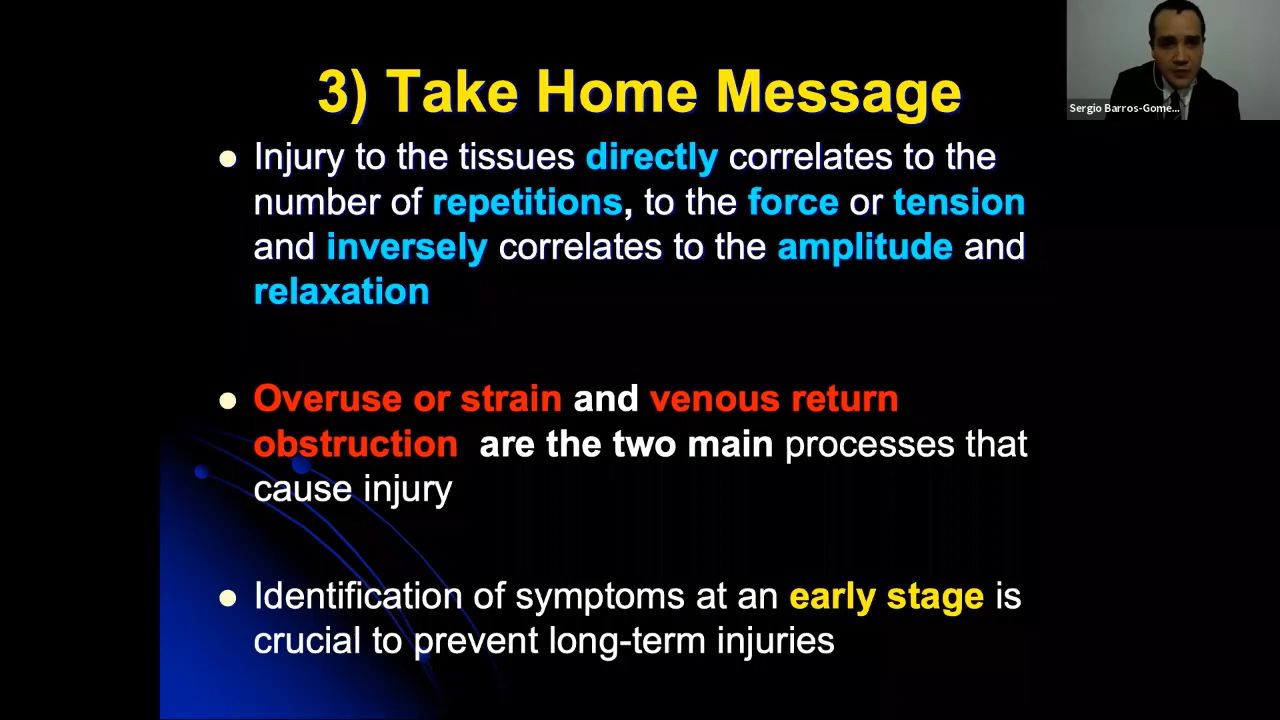 3) Take Home Message
Sergio Barros-Gome...
Injury to the tissues directly correlates to the
number of repetitions, to the force or tension
and inversely correlates to the amplitude and
relaxation
Overuse or strain and venous return
obstruction are the two main processes that
cause injury
Identification of symptoms at an early stage is
crucial to prevent long-term injuries